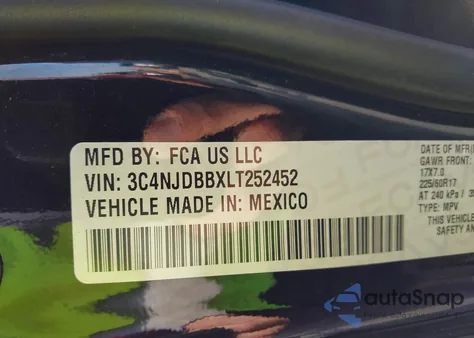 MFD BY: FCA US LLC
VIN: 3C4NJDBBXLT252452
VEHICLE MADE IN: MEXICO
DATE OF MFR
GAWR FRONT:
17X7.0
225/60R17
AT 240 kPa /
TYPE: MPV
THIS VEHICLE
SAFETY AN
autaSnap